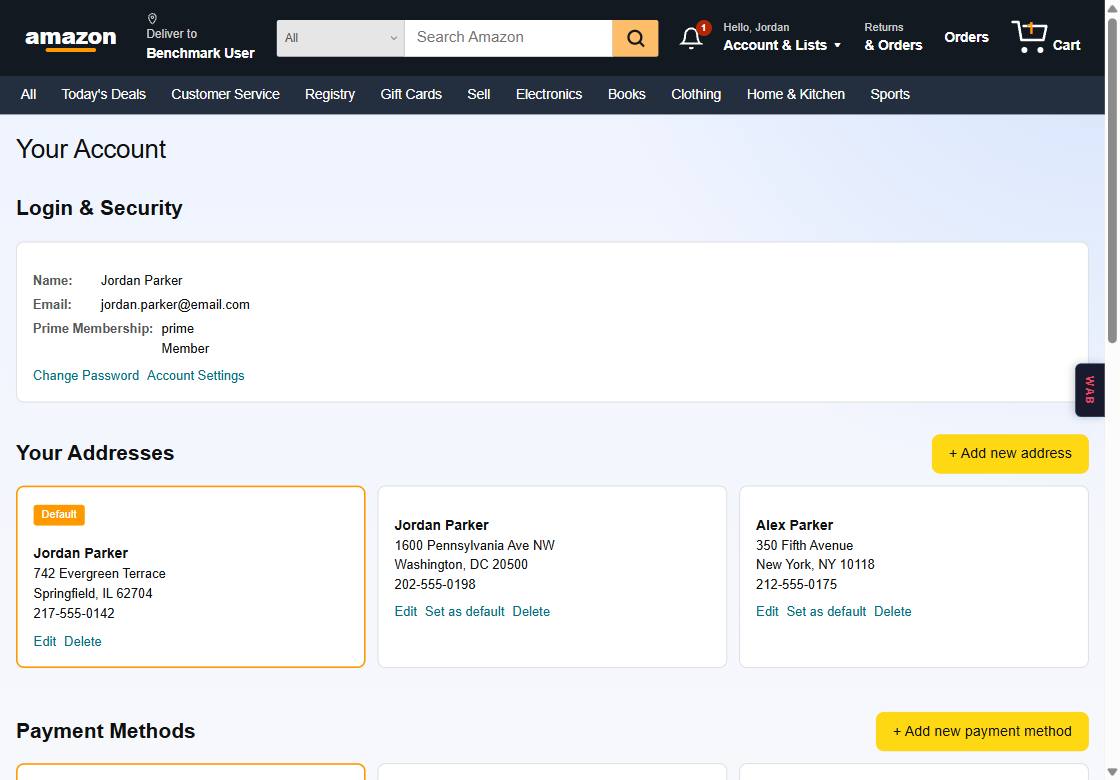 amazon
Deliver to
Benchmark User
All
Search Amazon
1
Hello, Jordan
Account & Lists
Returns
& Orders
Orders
1
Cart
All
Today's Deals
Customer Service
Registry
Gift Cards
Sell
Electronics
Books
Clothing
Home & Kitchen
Sports
Your Account
Login & Security
Name: Jordan Parker
Email: jordan.parker@email.com
Prime Membership: prime
Member
Change Password Account Settings
WAB
Your Addresses
+ Add new address
Default
Jordan Parker
742 Evergreen Terrace
Springfield, IL 62704
217-555-0142
Edit Delete
Jordan Parker
1600 Pennsylvania Ave NW
Washington, DC 20500
202-555-0198
Edit Set as default Delete
Alex Parker
350 Fifth Avenue
New York, NY 10118
212-555-0175
Edit Set as default Delete
Payment Methods
+ Add new payment method